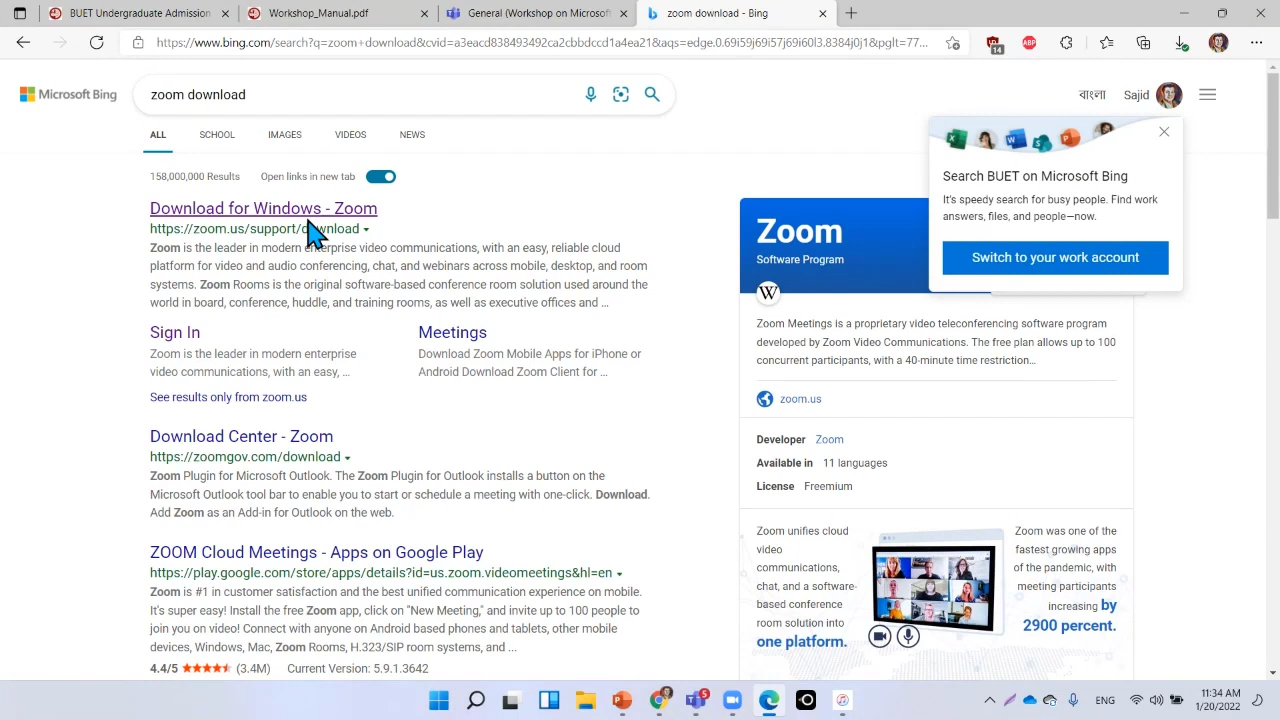 BUET Advance Administration
BUET Workshop_Manual.pdf
General (Workshop on Microsoft
zoom download - Bing
https://www.bing.com/search?q=zoom+download&cvid=a3eacd838493492ca2cbbdccd1a4ea218&aqs=edge.0.69i59j69i57j69i60l3.8384j0j1&pglt=77...
14
ABP
Microsoft Bing
zoom download
বাংলা
Sajid
ALL
SCHOOL
IMAGES
VIDEOS
NEWS
158,000,000 Results
Open links in new tab
Search BUET on Microsoft Bing
It's speedy search for busy people. Find work
answers, files, and people—now.
Switch to your work account
Download for Windows - Zoom
https://zoom.us/support/download
Zoom is the leader in modern enterprise video communications, with an easy, reliable cloud
platform for video and audio conferencing, chat, and webinars across mobile, desktop, and room
systems. Zoom Rooms is the original software-based conference room solution used around the
world in board, conference, huddle, and training rooms, as well as executive offices and ...
Sign In
Zoom is the leader in modern enterprise
video communications, with an easy, ...
Meetings
Download Zoom Mobile Apps for iPhone or
Android Download Zoom Client for ...
See results only from zoom.us
Download Center - Zoom
https://zoomgov.com/download
Zoom Plugin for Microsoft Outlook. The Zoom Plugin for Outlook installs a button on the
Microsoft Outlook tool bar to enable you to start or schedule a meeting with one-click. Download.
Add Zoom as an Add-in for Outlook on the web.
ZOOM Cloud Meetings - Apps on Google Play
https://play.google.com/store/apps/details?id=us.zoom.videomeetings&hl=en
Zoom is #1 in customer satisfaction and the best unified communication experience on mobile.
It's super easy! Install the free Zoom app, click on "New Meeting," and invite up to 100 people to
join you on video! Connect with anyone on Android based phones and tablets, other mobile
devices, Windows, Mac, Zoom Rooms, H.323/SIP room systems, and ...
4.4/5
(3.4M)
Current Version: 5.9.1.3642
Zoom
Software Program
W
Zoom Meetings is a proprietary video teleconferencing software program
developed by Zoom Video Communications. The free plan allows up to 100
concurrent participants, with a 40-minute time restriction...
zoom.us
Developer Zoom
Available in 11 languages
License Freemium
Zoom unifies cloud
video
communications,
chat, and a software-
based conference
room solution into
one platform.
Zoom was one of the
fastest growing apps
of the pandemic, with
meeting participants
increasing by
2900 percent.
5
ENG
11:34 AM
1/20/2022